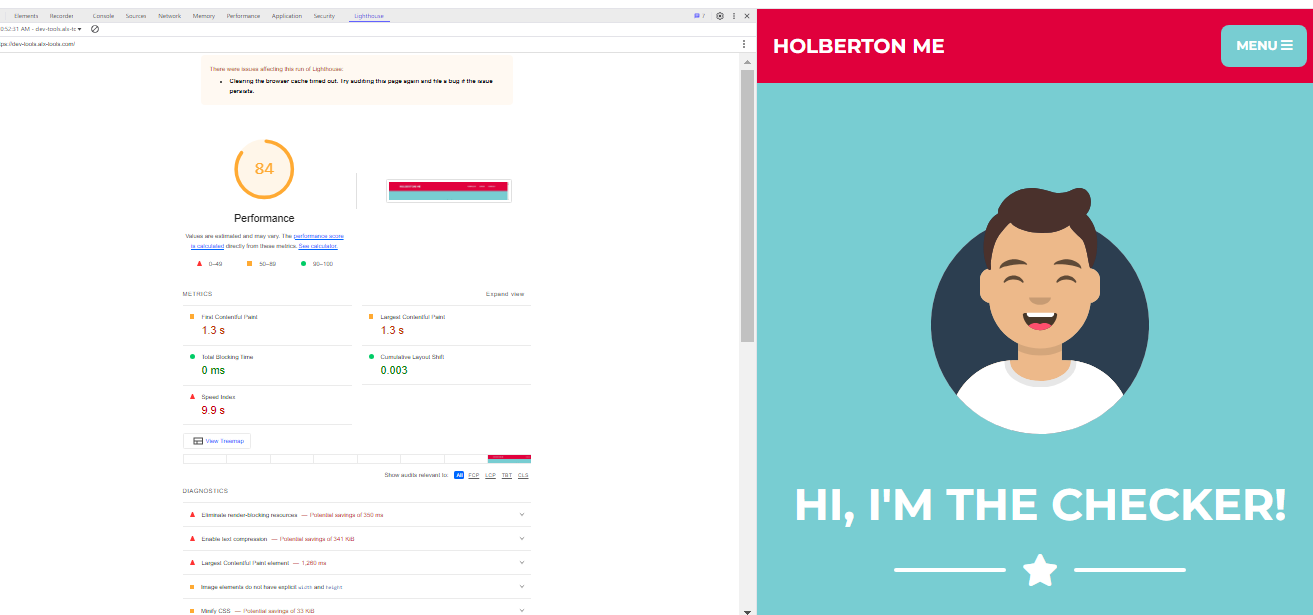 Elements Recorder Console Sources Network Memory Performance Application Security Lighthouse 7
0:52:31 AM - dev-tools.alx-tc
ps://dev-tools.alx-tools.com/
There were issues affecting this run of Lighthouse:
Clearing the browser cache timed out. Try auditing this page again and file a bug if the issue
persists.
84
Performance
Values are estimated and may vary. The performance score
is calculated directly from these metrics. See calculator.
0–49 50–89 90–100
METRICS
Expand view
First Contentful Paint
1.3 s
Largest Contentful Paint
1.3 s
Total Blocking Time
0 ms
Cumulative Layout Shift
0.003
Speed Index
9.9 s
View Treemap
Show audits relevant to: All FCP LCP TBT CLS
DIAGNOSTICS
Eliminate render-blocking resources — Potential savings of 350 ms
Enable text compression — Potential savings of 341 KiB
Largest Contentful Paint element — 1,260 ms
Image elements do not have explicit width and height
Minify CSS — Potential savings of 33 KiB
HOLBERTON ME
MENU
HI, I'M THE CHECKER!